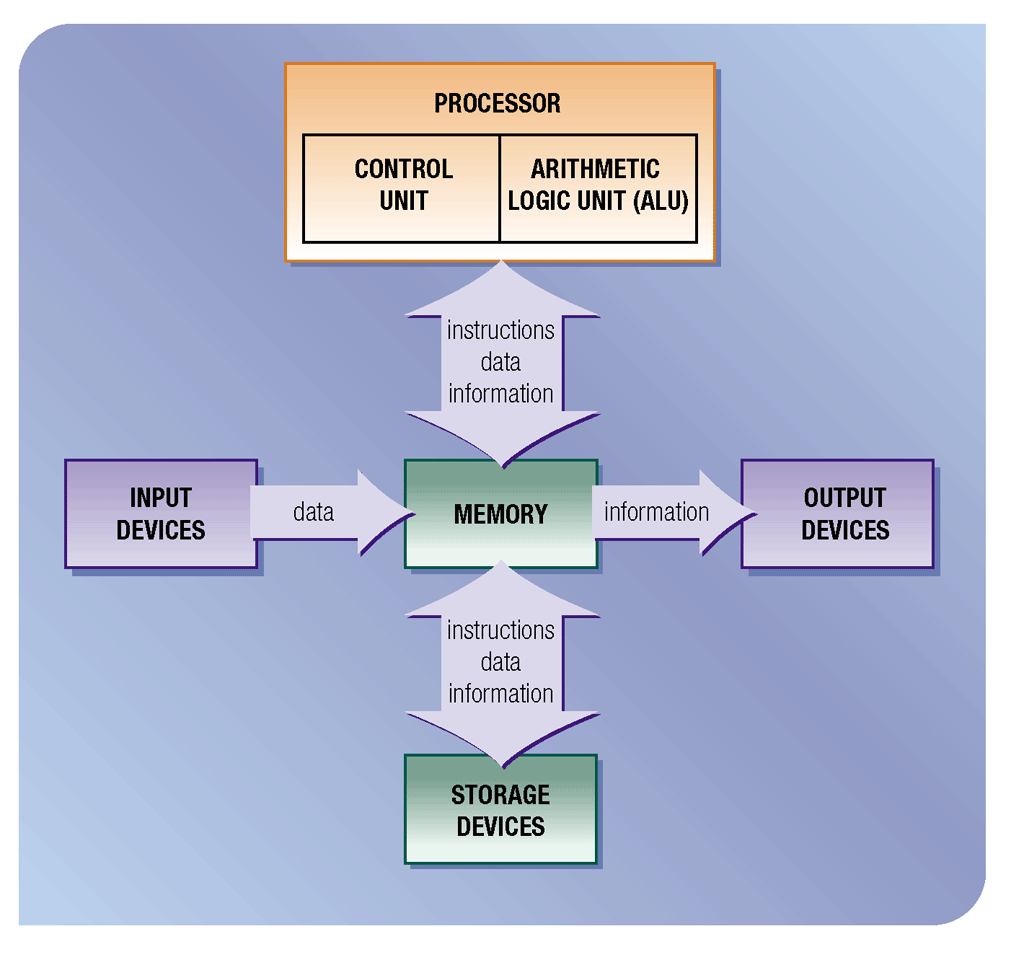 PROCESSOR
CONTROL
UNIT
ARITHMETIC
LOGIC UNIT (ALU)
instructions
data
information
INPUT
DEVICES
data
MEMORY
information
OUTPUT
DEVICES
instructions
data
information
STORAGE
DEVICES